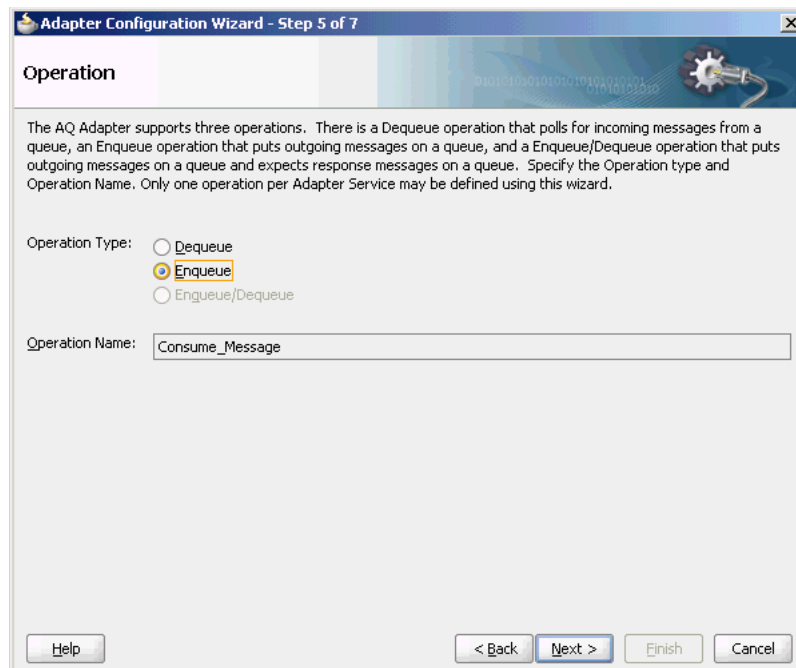 Adapter Configuration Wizard - Step 5 of 7
Operation
0101010101010101010101010101
01010101010
The AQ Adapter supports three operations. There is a Dequeue operation that polls for incoming messages from a
queue, an Enqueue operation that puts outgoing messages on a queue, and a Enqueue/Dequeue operation that puts
outgoing messages on a queue and expects response messages on a queue. Specify the Operation type and
Operation Name. Only one operation per Adapter Service may be defined using this wizard.
Operation Type:
Dequeue
Enqueue
Enqueue/Dequeue
Operation Name: Consume_Message
Help < Back Next > Finish Cancel